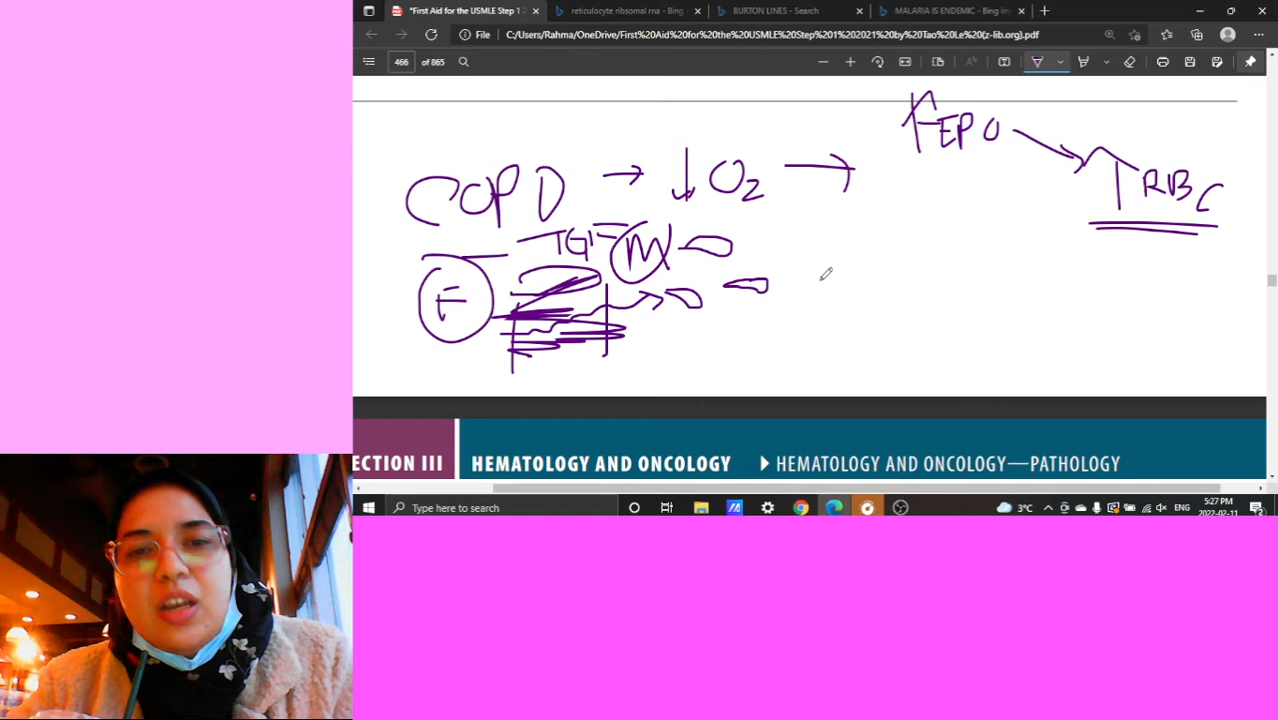 "First Aid for the USMLE Step 1 2
reticulocyte ribsomal rna - Bing I
BURTON LINES - Search
MALARIA IS ENDEMIC - Bing im
File
C:/Users/Rahma/OneDrive/First%20Aid%20for%20the%20USMLE%20Step%201%202021%20by%20Tao%20Le%20(z-lib.org).pdf
466 of 865
↑ EPO
COPD → ↓ O2 →
↑ RBC
TGF
M
F
ECTION III
HEMATOLOGY AND ONCOLOGY
HEMATOLOGY AND ONCOLOGY—PATHOLOGY
Type here to search
3°C
ENG
5:27 PM
2022-02-11